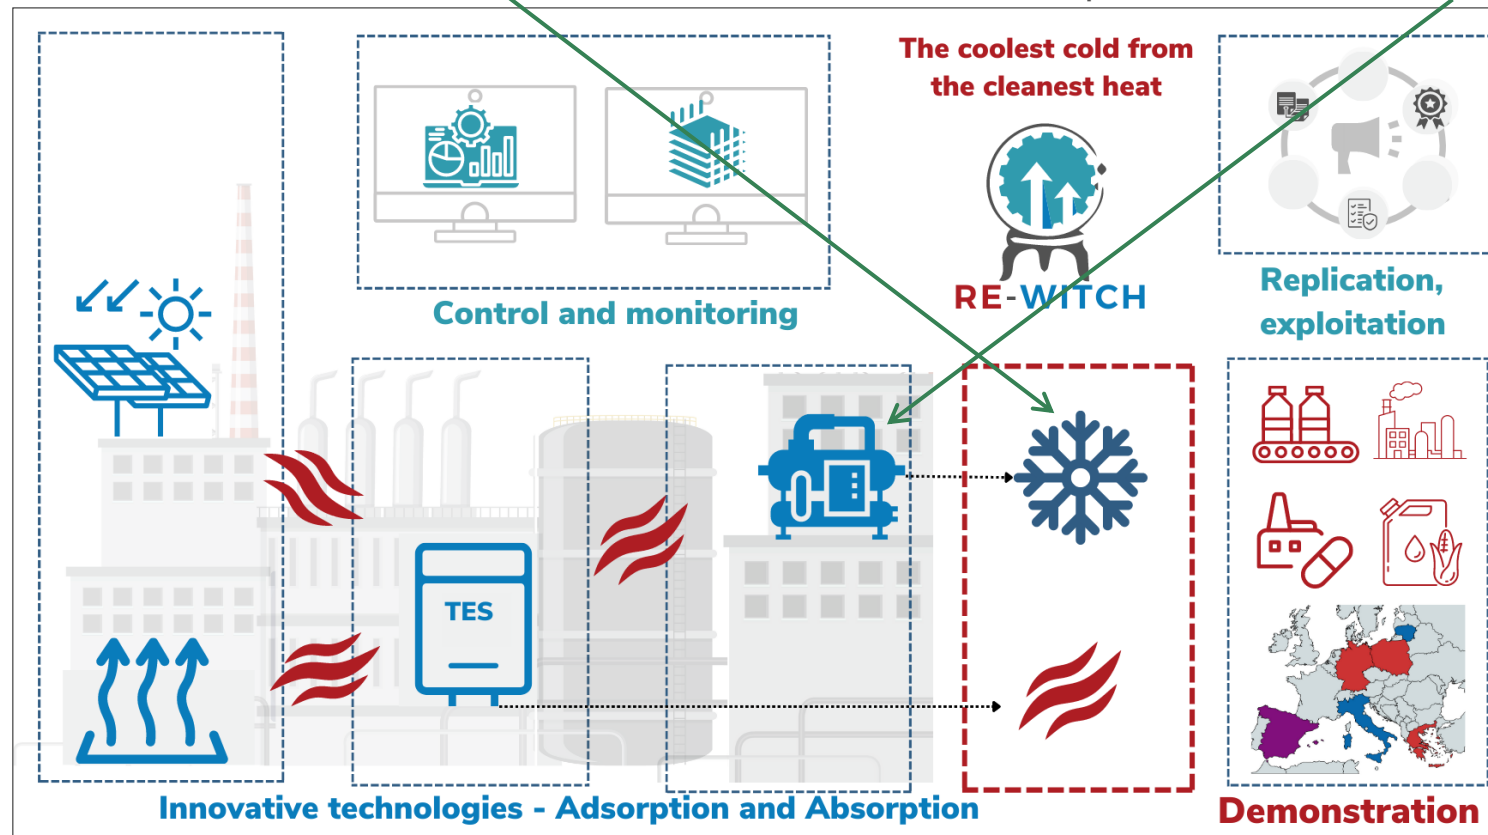 The coolest cold from
the cleanest heat
RE-WITCH
Control and monitoring
Replication,
exploitation
TES
Innovative technologies - Adsorption and Absorption
Demonstration